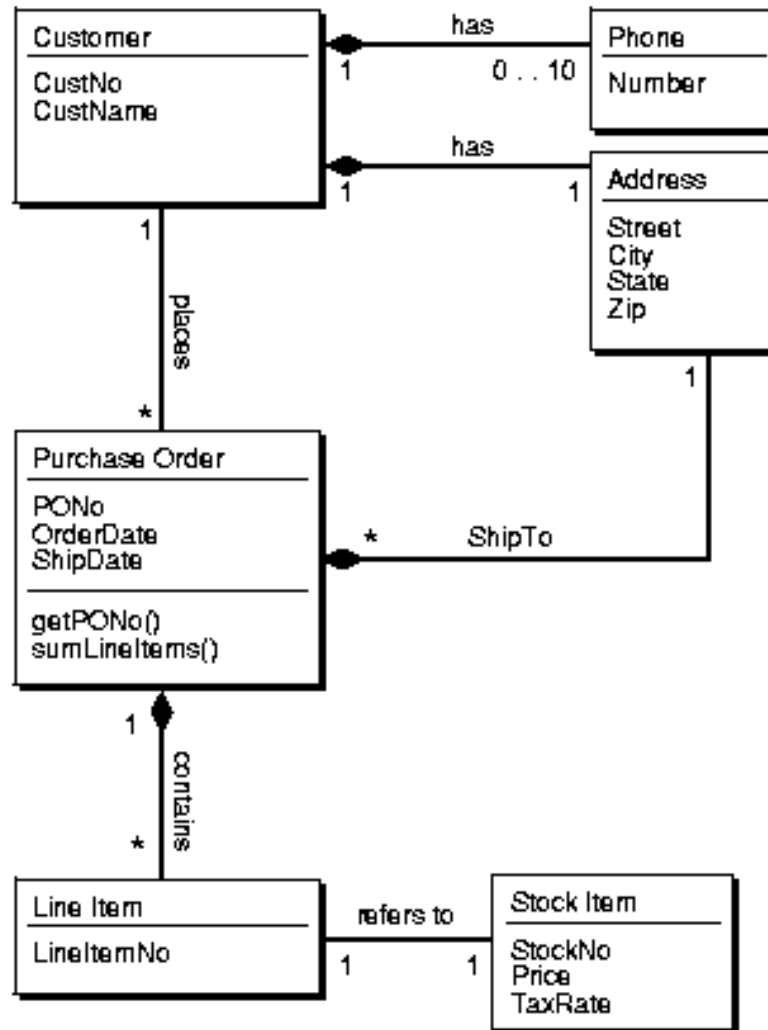 Customer
CustNo
CustName
has
1
0 . . 10
Phone
Number
has
1
1
Address
Street
City
State
Zip
1
places
*
1
Purchase Order
PONo
OrderDate
ShipDate
getPONo()
sumLineItems()
*
ShipTo
1
contains
*
Line Item
LineItemNo
refers to
1
1
Stock Item
StockNo
Price
TaxRate